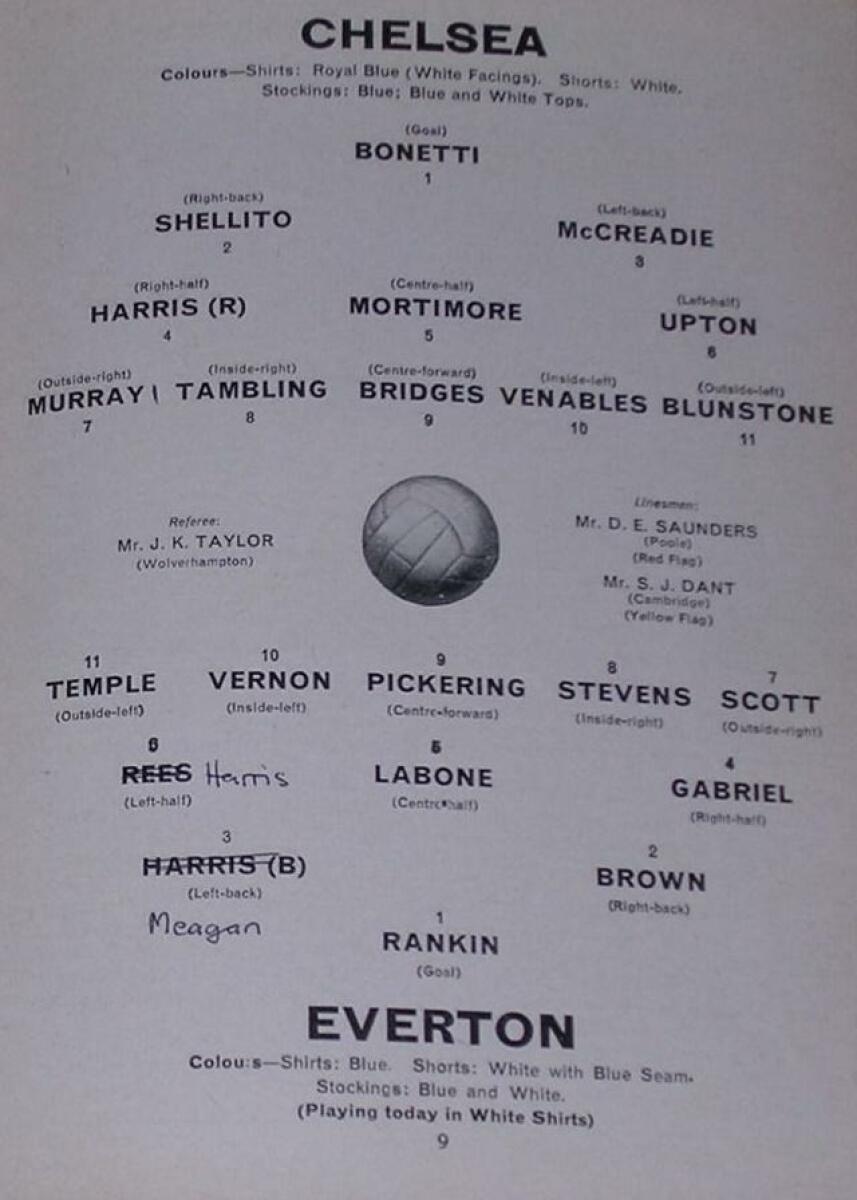 CHELSEA
Colours—Shirts: Royal Blue (White Facings). Shorts: White.
Stockings: Blue; Blue and White Tops.
(Goal)
BONETTI
1
(Right-back) (Left-back)
SHELLITO McCREADIE
2 3
(Right-half) (Centre-half) (Left-half)
HARRIS (R) MORTIMORE UPTON
4 5 6
(Outside-right) (Inside-right) (Centre-forward) (Inside-left) (Outside-left)
MURRAY TAMBLING BRIDGES VENABLES BLUNSTONE
7 8 9 10 11
Referee:
Mr. J. K. TAYLOR
(Wolverhampton)
Linesmen:
Mr. D. E. SAUNDERS
(Poole)
(Red Flag)
Mr. S. J. DANT
(Cambridge)
(Yellow Flag)
11 10 9 8 7
TEMPLE VERNON PICKERING STEVENS SCOTT
(Outside-left) (Inside-left) (Centre-forward) (Inside-right) (Outside-right)
6 5 4
REES Harris LABONE GABRIEL
(Left-half) (Centre-half) (Right-half)
3 2
HARRIS (B) BROWN
(Left-back) (Right-back)
Meagan
1
RANKIN
(Goal)
EVERTON
Colours—Shirts: Blue. Shorts: White with Blue Seam.
Stockings: Blue and White.
(Playing today in White Shirts)
9